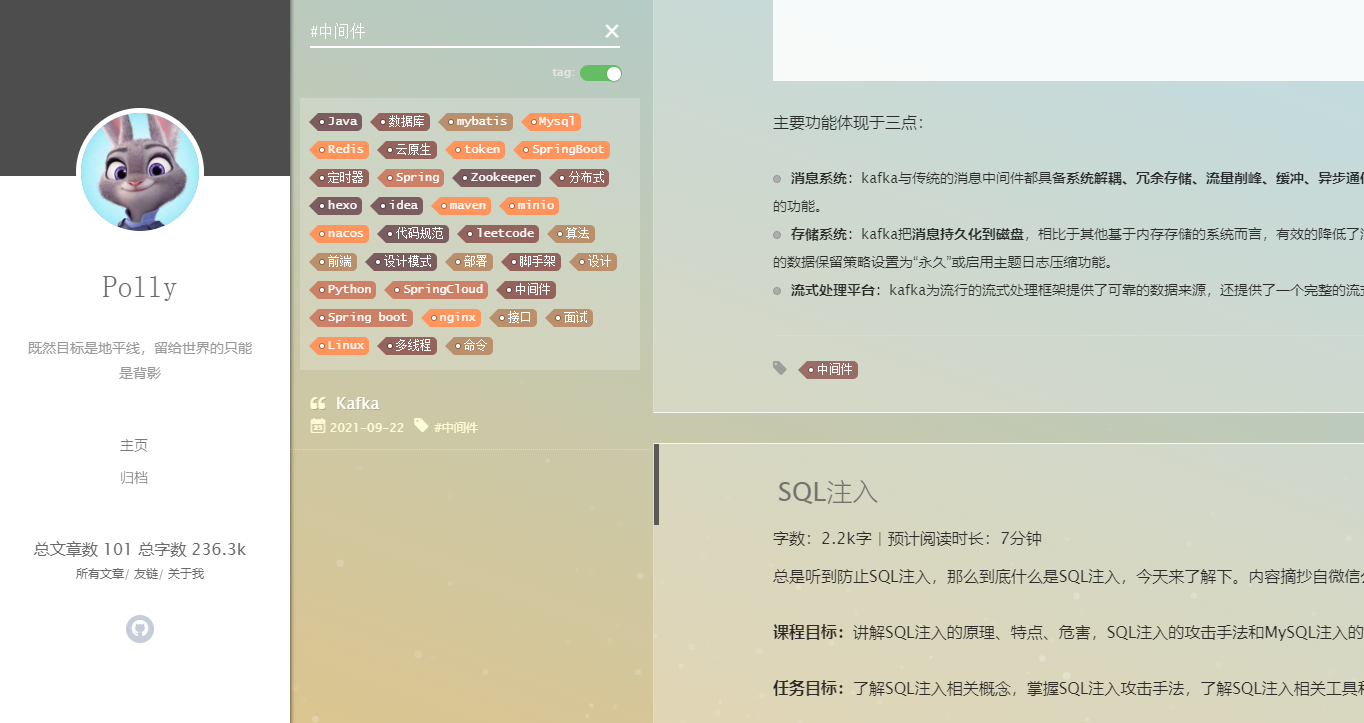 Polly
既然目标是地平线，留给世界的只能
是背影
主页
归档
总文章数 101 总字数 236.3k
所有文章/ 友链/ 关于我
#中间件
tag:
Java 数据库 mybatis Mysql
Redis 云原生 token SpringBoot
定时器 Spring Zookeeper 分布式
hexo idea maven minio
nacos 代码规范 leetcode 算法
前端 设计模式 部署 脚手架 设计
Python SpringCloud 中间件
Spring boot nginx 接口 面试
Linux 多线程 命令
Kafka
2021-09-22 #中间件
主要功能体现于三点：
消息系统：kafka与传统的消息中间件都具备系统解耦、冗余存储、流量削峰、缓冲、异步通
的功能。
存储系统：kafka把消息持久化到磁盘，相比于其他基于内存存储的系统而言，有效的降低了
的数据保留策略设置为“永久”或启用主题日志压缩功能。
流式处理平台：kafka为流行的流式处理框架提供了可靠的数据来源，还提供了一个完整的流
中间件
SQL注入
字数：2.2k字 | 预计阅读时长：7分钟
总是听到防止SQL注入，那么到底什么是SQL注入，今天来了解下。内容摘抄自微信
课程目标：讲解SQL注入的原理、特点、危害，SQL注入的攻击手法和MySQL注入的
任务目标：了解SQL注入相关概念，掌握SQL注入攻击手法，了解SQL注入相关工具